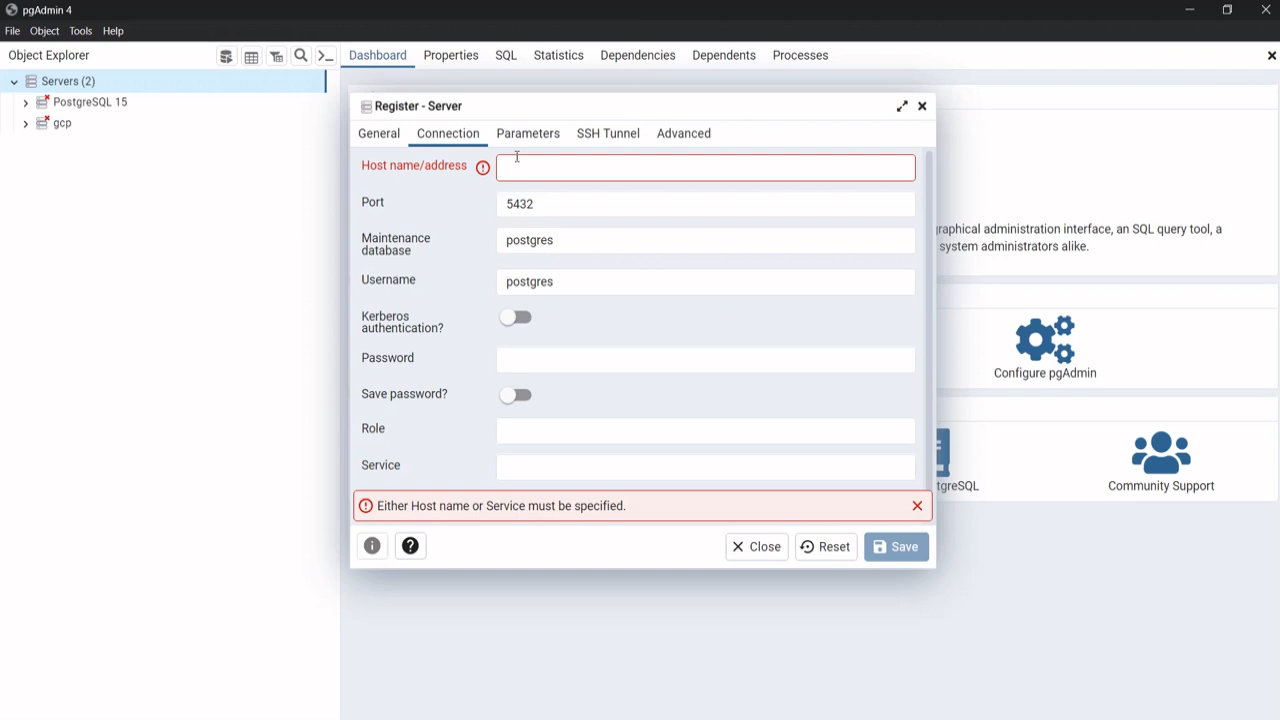 pgAdmin 4
File Object Tools Help
Object Explorer
Dashboard Properties SQL Statistics Dependencies Dependents Processes
Servers (2)
PostgreSQL 15
gcp
Register - Server
General Connection Parameters SSH Tunnel Advanced
Host name/address
Port 5432
Maintenance
database
postgres
Username postgres
Kerberos
authentication?
Password
Save password?
Role
Service
Either Host name or Service must be specified.
Close Reset Save
raphical administration interface, an SQL query tool, a
system administrators alike.
Configure pgAdmin
tgreSQL
Community Support